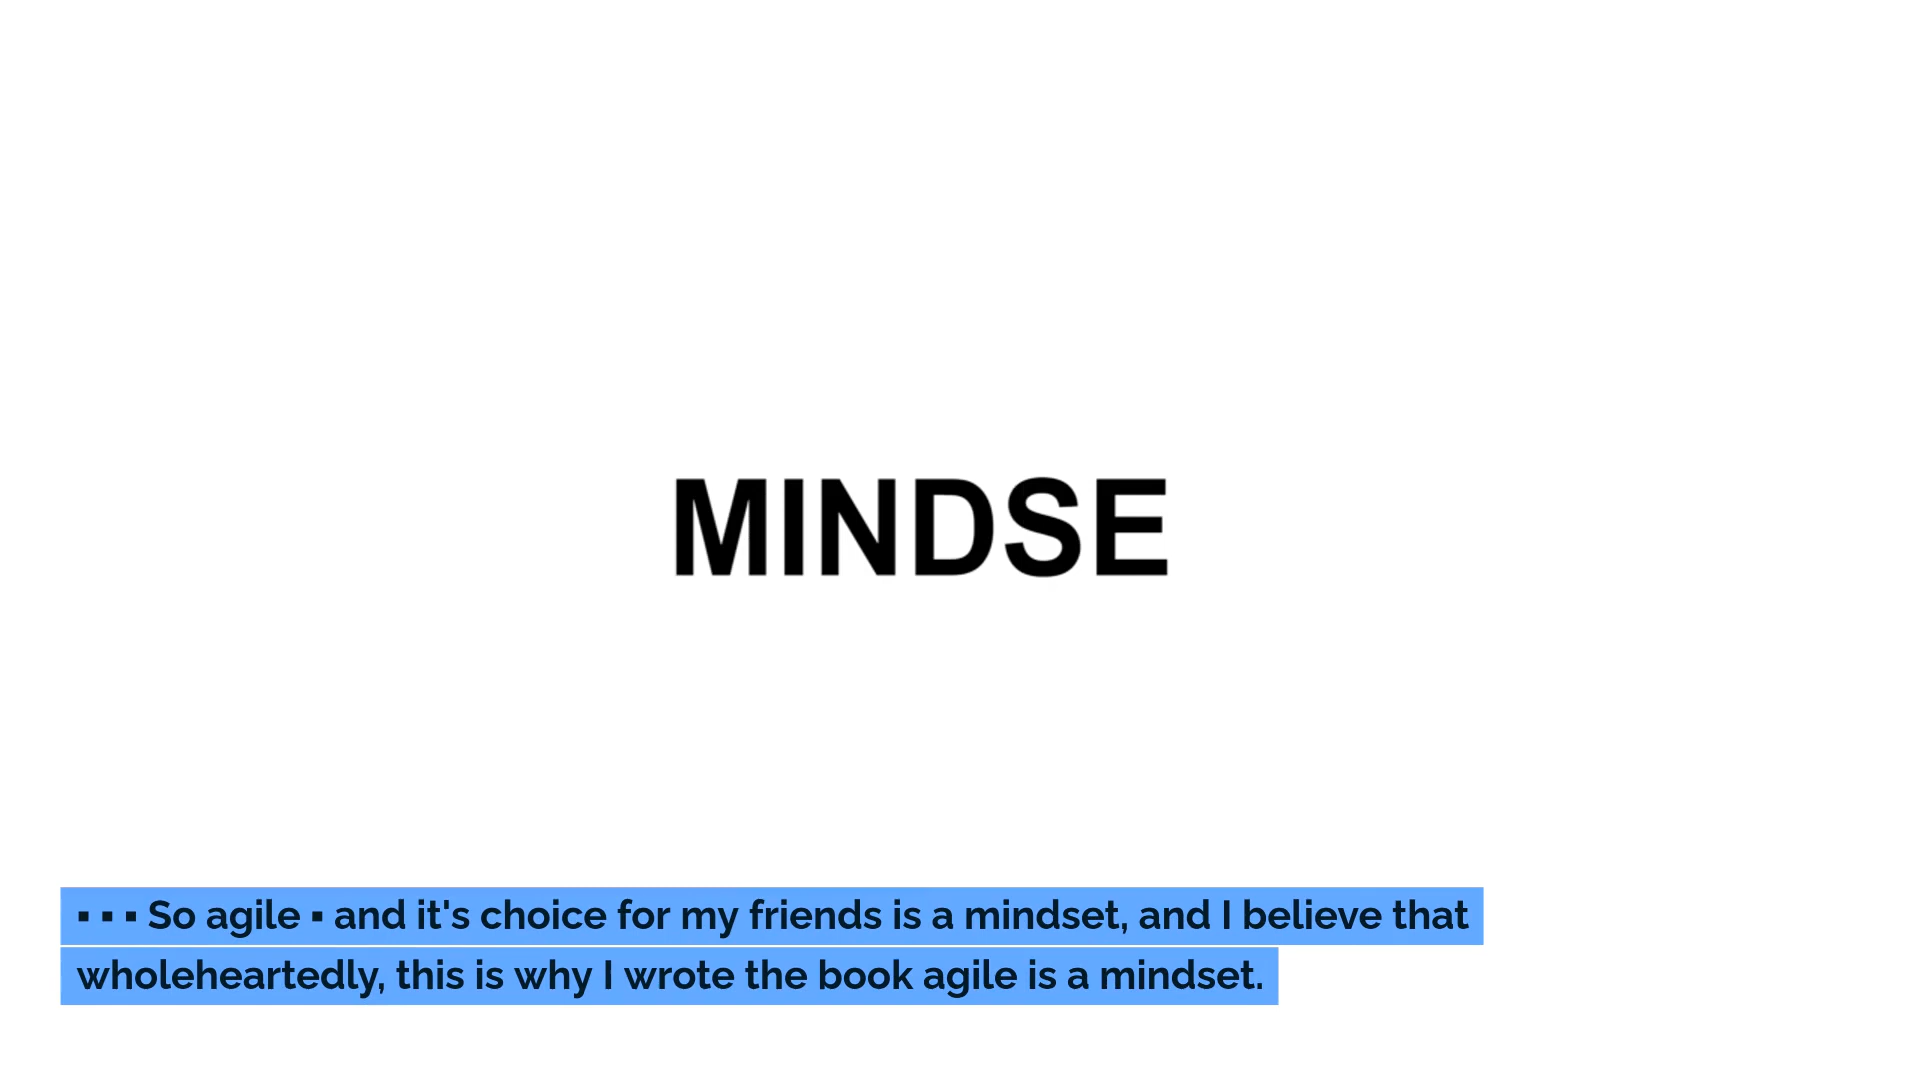 MINDSE
▪ ▪ ▪ So agile ▪ and it's choice for my friends is a mindset, and I believe that
wholeheartedly, this is why I wrote the book agile is a mindset.